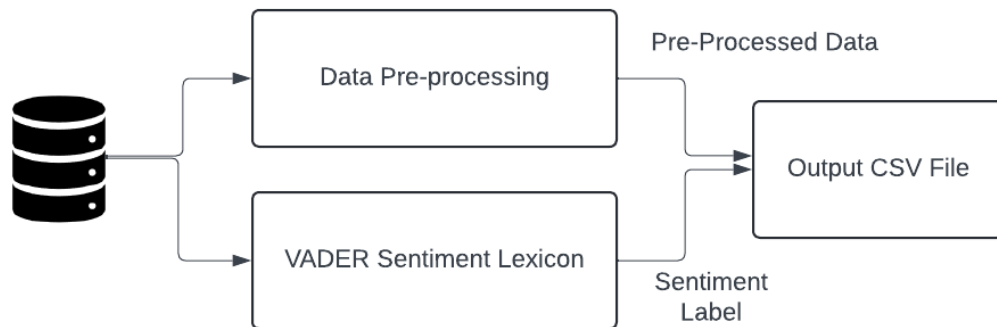 Pre-Processed Data
Data Pre-processing
Output CSV File
VADER Sentiment Lexicon
Sentiment
Label